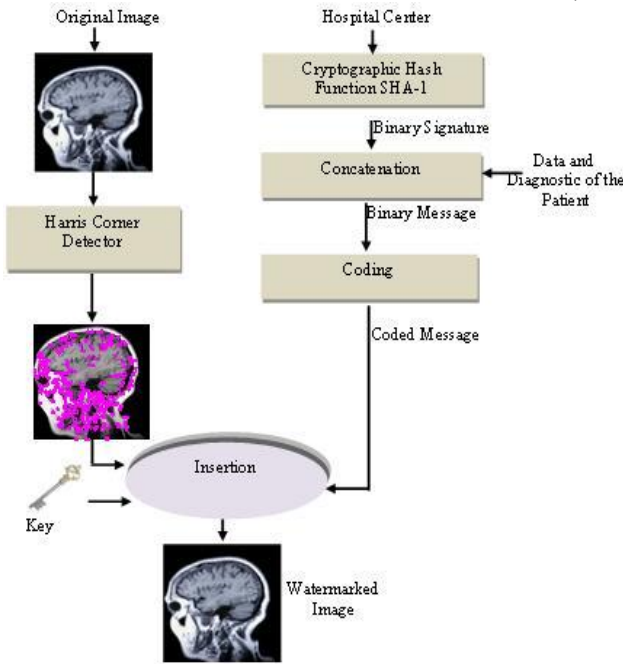 Original Image
Hospital Center
Cryptographic Hash
Function SHA-1
Binary Signature
Concatenation
Data and
Diagnostic of the
Patient
Binary Message
Harris Corner
Detector
Coding
Coded Message
Insertion
Key
Watermarked
Image